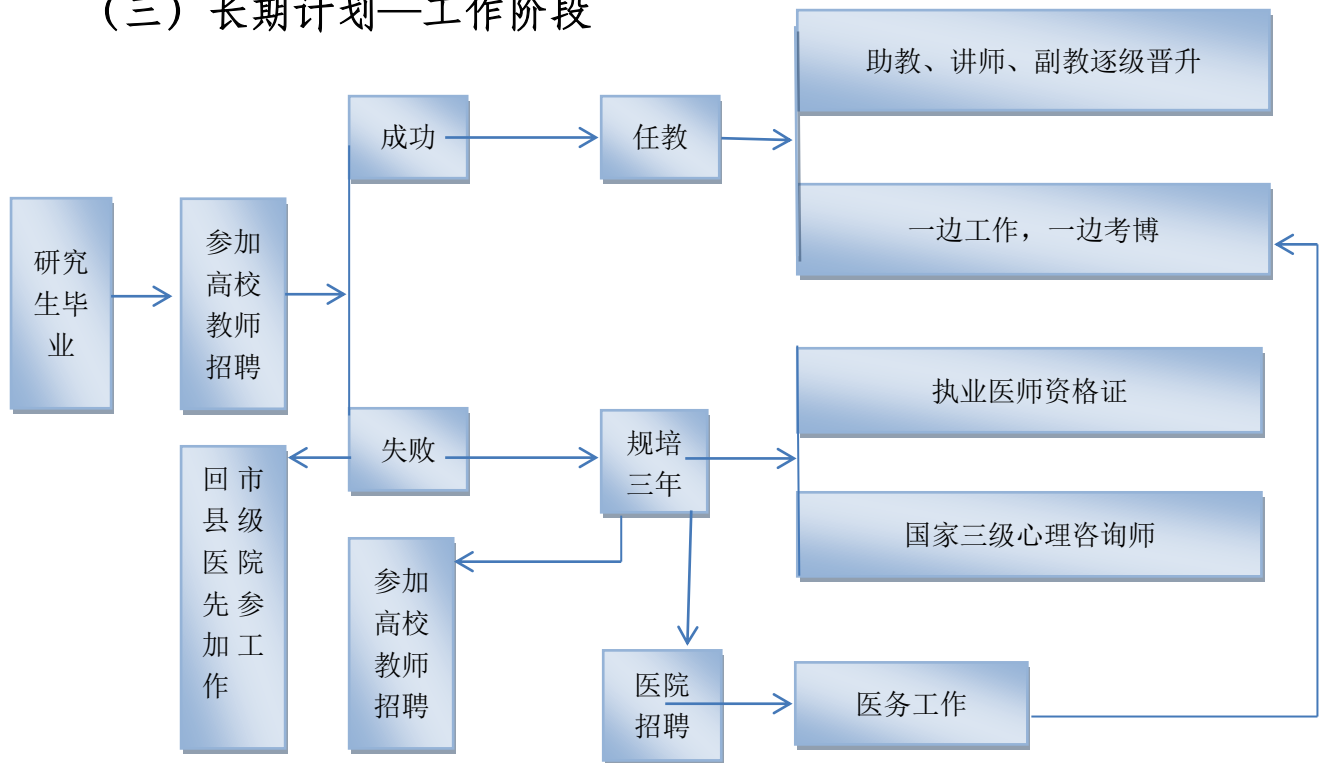 （三）长期计划—工作阶段
助教、讲师、副教逐级晋升
成功
任教
一边工作，一边考博
研究
生毕
业
参加
高校
教师
招聘
执业医师资格证
失败
规培
三年
回 市
县 级
医 院
先 参
加 工
作
国家三级心理咨询师
参加
高校
教师
招聘
医院
招聘
医务工作